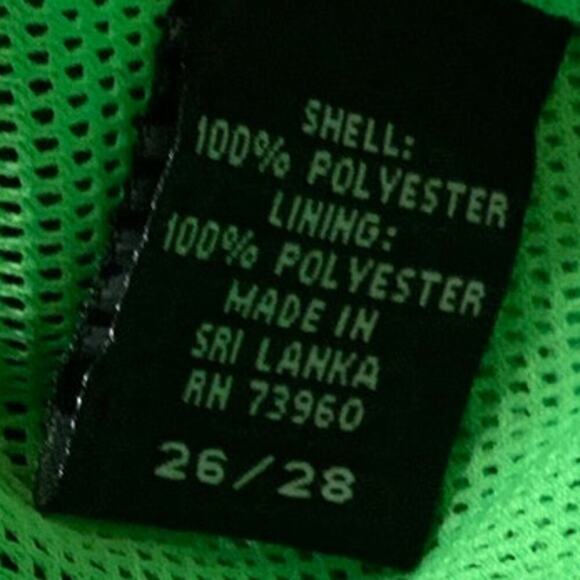 SHELL:
100% POLYESTER
LINING:
100% POLYESTER
MADE IN
SRI LANKA
RN 73960
26/28